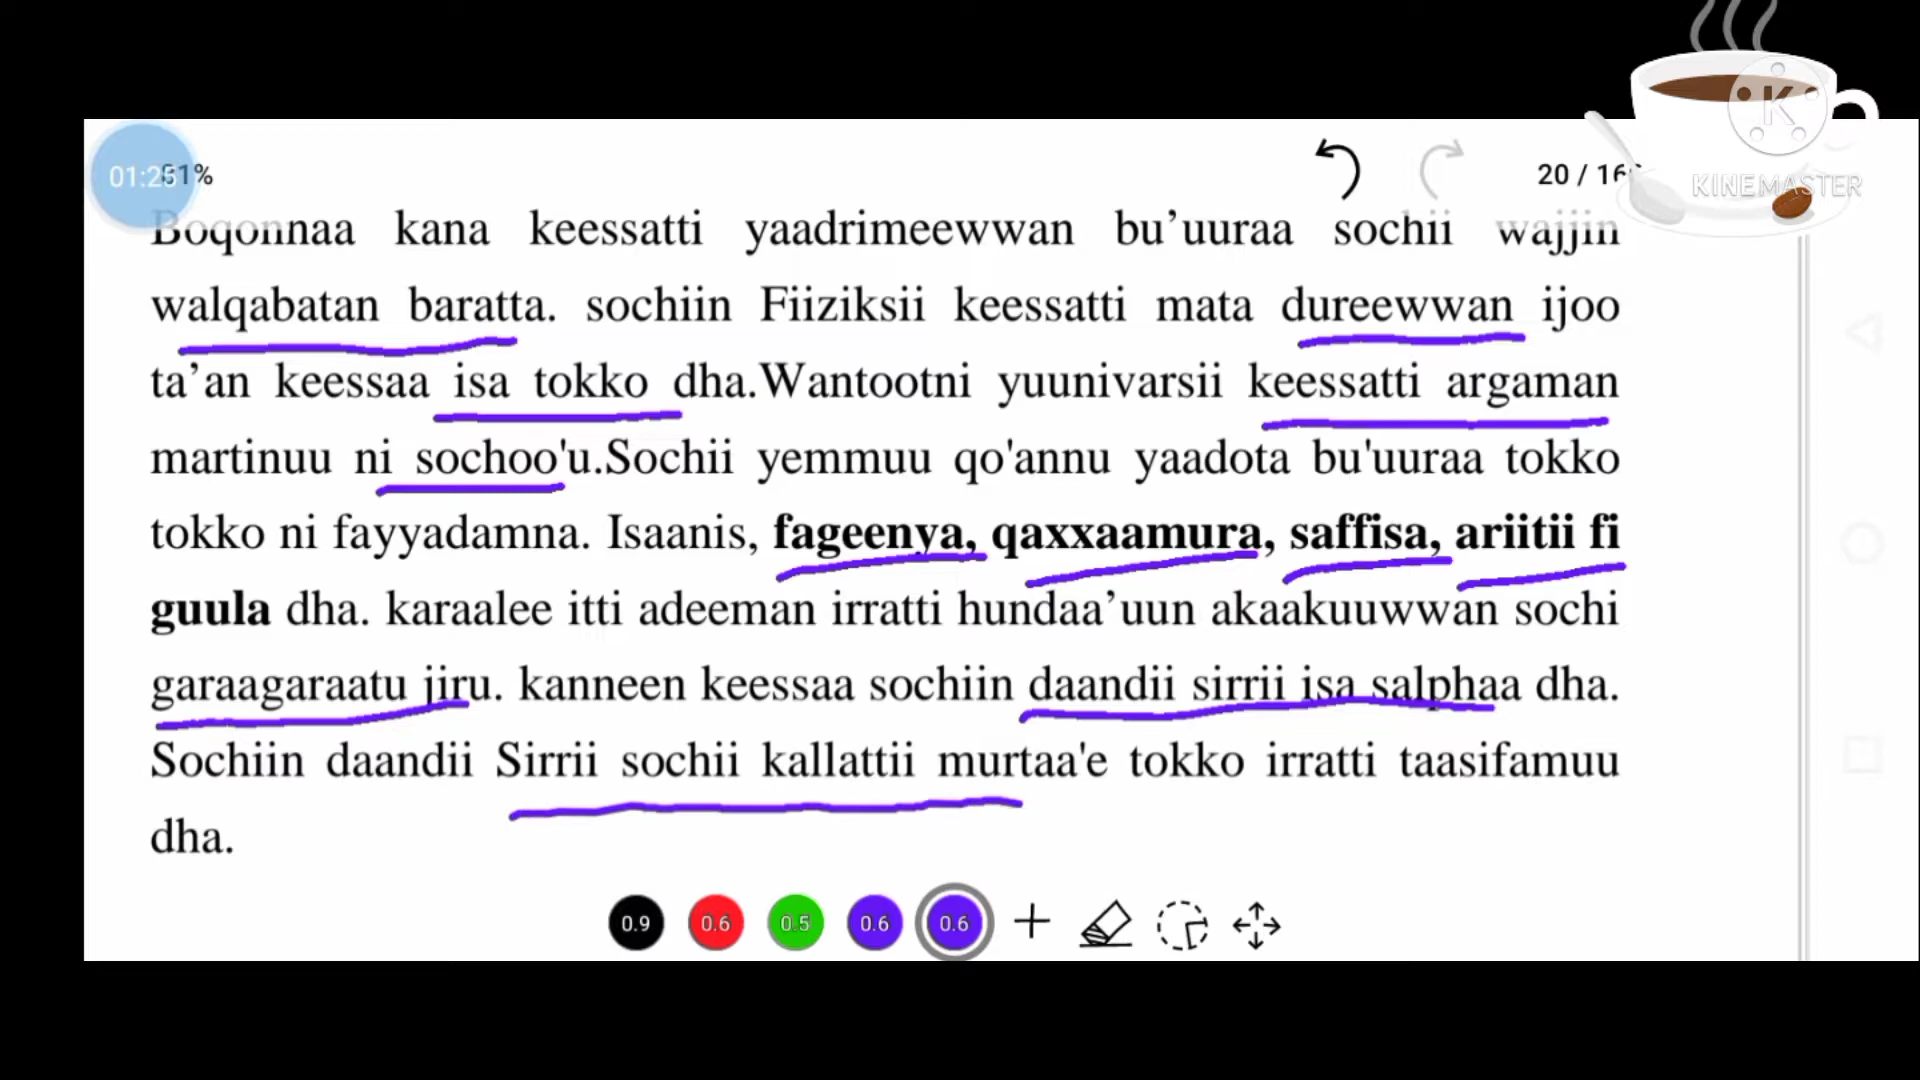 01:25
61%
20 / 16
KINEMASTER
K
Boqonnaa kana keessatti yaadrimeewwan bu’uuraa sochii wajjin
walqabatan baratta. sochiin Fiiziksii keessatti mata dureewwan ijoo
ta’an keessaa isa tokko dha.Wantootni yuunivarsii keessatti argaman
martinuu ni sochoo'u.Sochii yemmuu qo'annu yaadota bu'uuraa tokko
tokko ni fayyadamna. Isaanis, fageenya, qaxxaamura, saffisa, ariitii fi
guula dha. karaalee itti adeeman irratti hundaa’uun akaakuuwwan sochi
garaagaraatu jiru. kanneen keessaa sochiin daandii sirrii isa salphaa dha.
Sochiin daandii Sirrii sochii kallattii murtaa'e tokko irratti taasifamuu
dha.
0.9 0.6 0.5 0.6 0.6